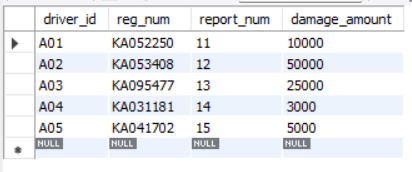 driver_id reg_num report_num damage_amount
A01 KA052250 11 10000
A02 KA053408 12 50000
A03 KA095477 13 25000
A04 KA031181 14 3000
A05 KA041702 15 5000
NULL NULL NULL NULL